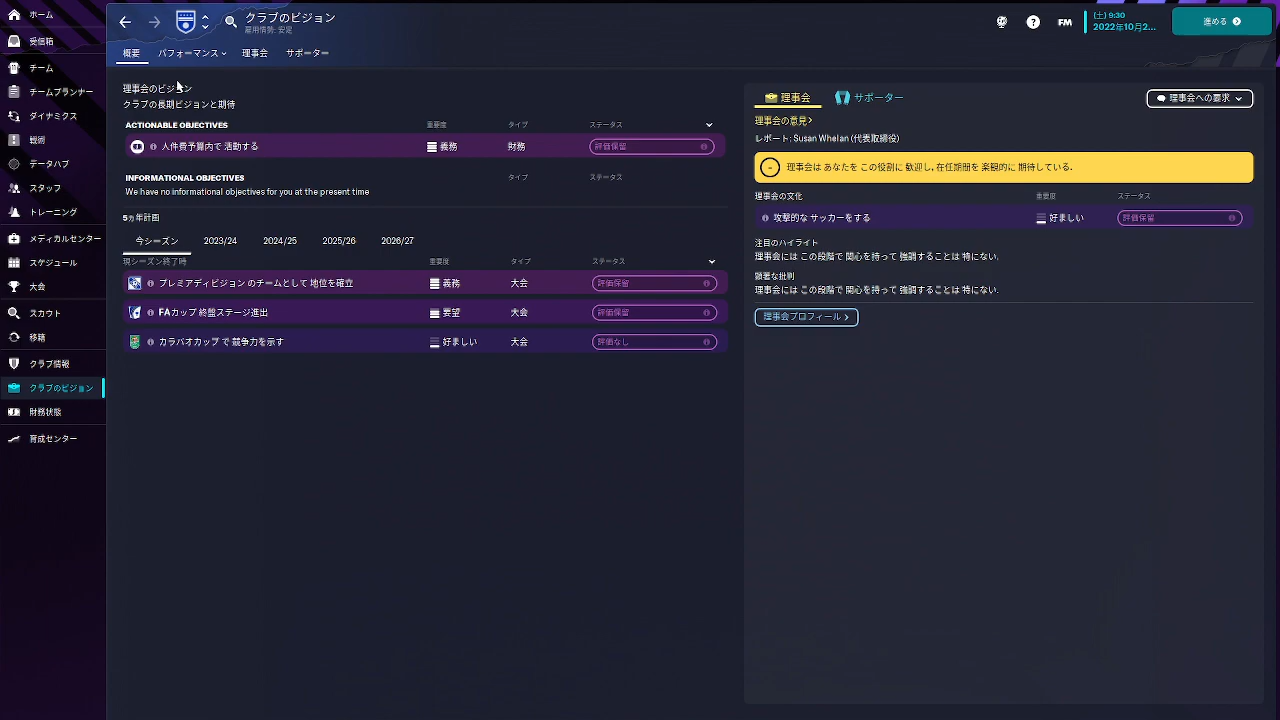 ホーム
受信箱
チーム
チームプランナー
ダイナミクス
戦術
データハブ
スタッフ
トレーニング
メディカルセンター
スケジュール
大会
スカウト
移籍
クラブ情報
クラブのビジョン
財務状態
育成センター
クラブのビジョン
雇用情勢: 安定
FM
(土) 9:30
2022年10月2...
進める
概要 パフォーマンス 理事会 サポーター
理事会のビジョン
クラブの長期ビジョンと期待
ACTIONABLE OBJECTIVES 重要度 タイプ ステータス
人件費予算内で 活動する 義務 財務 評価保留
INFORMATIONAL OBJECTIVES タイプ ステータス
We have no informational objectives for you at the present time
5ヵ年計画
今シーズン 2023/24 2024/25 2025/26 2026/27
現シーズン終了時 重要度 タイプ ステータス
プレミアディビジョン のチームとして 地位を確立 義務 大会 評価保留
FAカップ 終盤ステージ進出 要望 大会 評価保留
カラバオカップ で 競争力を示す 好ましい 大会 評価なし
理事会 サポーター 理事会への要求
理事会の意見
レポート: Susan Whelan (代表取締役)
理事会は あなたを この役割に 歓迎し, 在任期間を 楽観的に 期待している.
理事会の文化 重要度 ステータス
攻撃的な サッカーをする 好ましい 評価保留
注目のハイライト
理事会には この段階で 関心を持って 強調することは 特にない.
顕著な批判
理事会には この段階で 関心を持って 強調することは 特にない.
理事会プロフィール